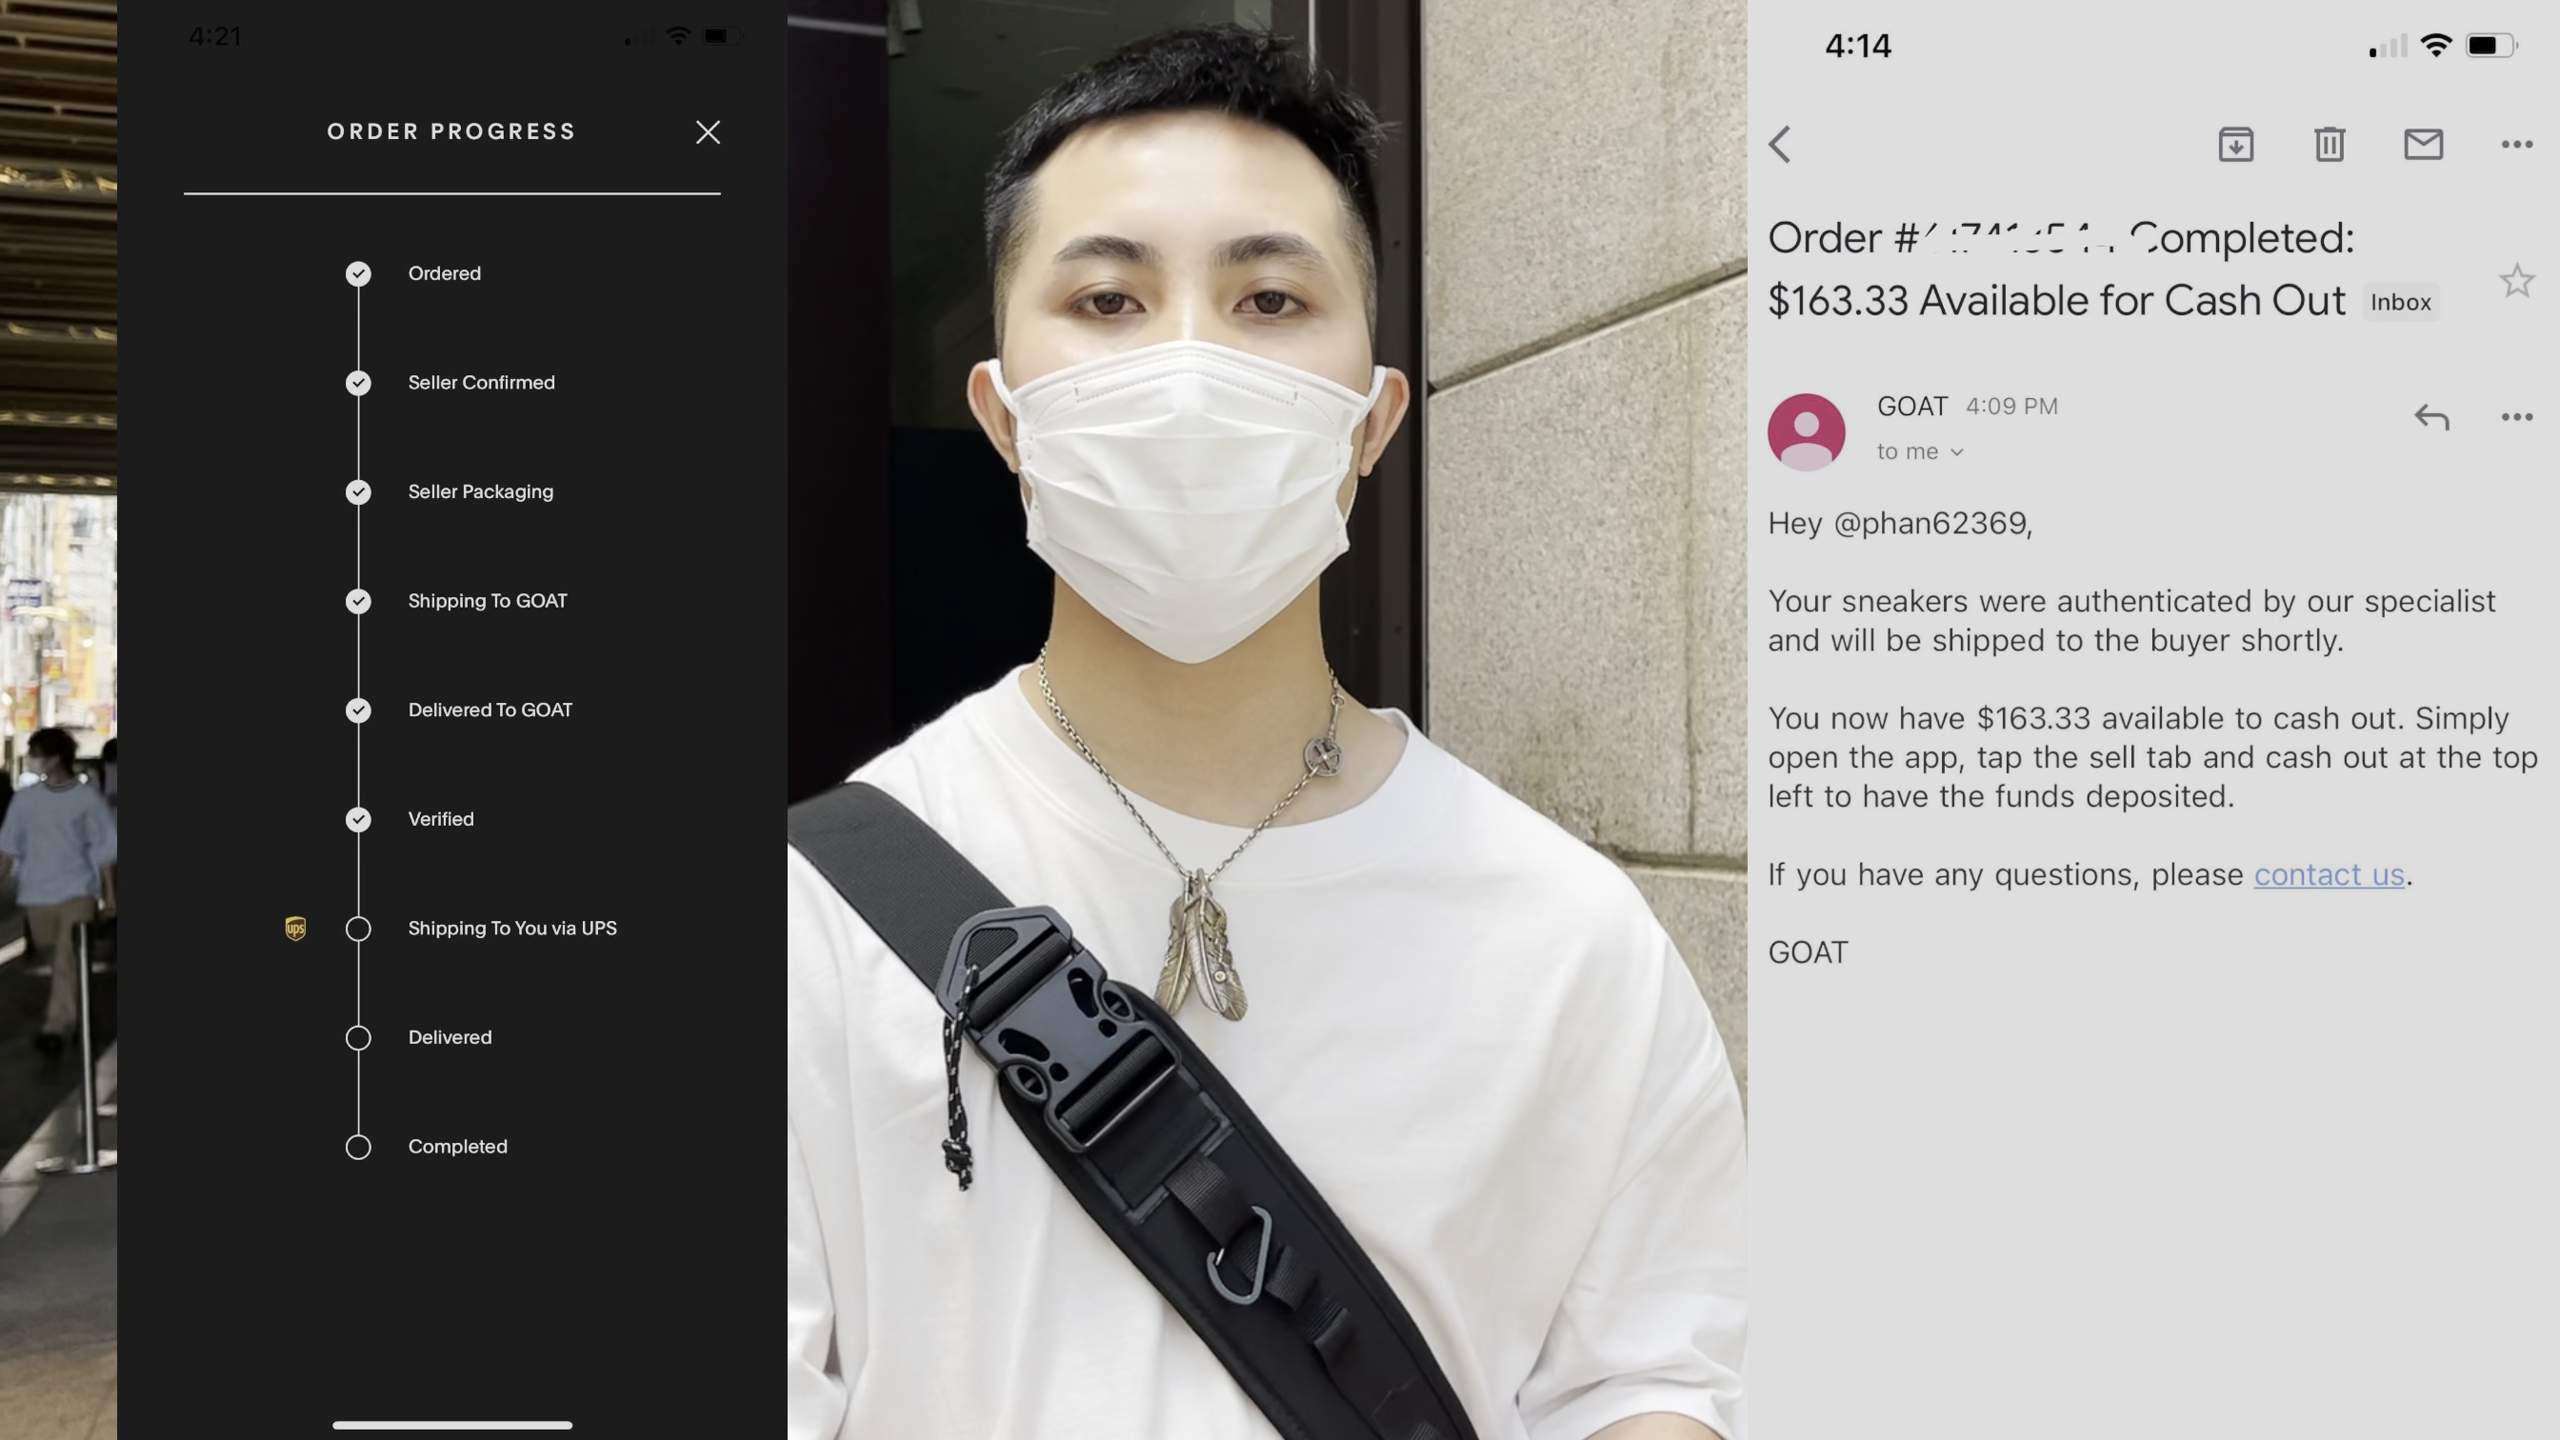 4:21
ORDER PROGRESS
Ordered
Seller Confirmed
Seller Packaging
Shipping To GOAT
Delivered To GOAT
Verified
ups
Shipping To You via UPS
Delivered
Completed
4:14
Order # Completed:
$163.33 Available for Cash Out Inbox
GOAT 4:09 PM
to me
Hey @phan62369,
Your sneakers were authenticated by our specialist
and will be shipped to the buyer shortly.
You now have $163.33 available to cash out. Simply
open the app, tap the sell tab and cash out at the top
left to have the funds deposited.
If you have any questions, please contact us.
GOAT